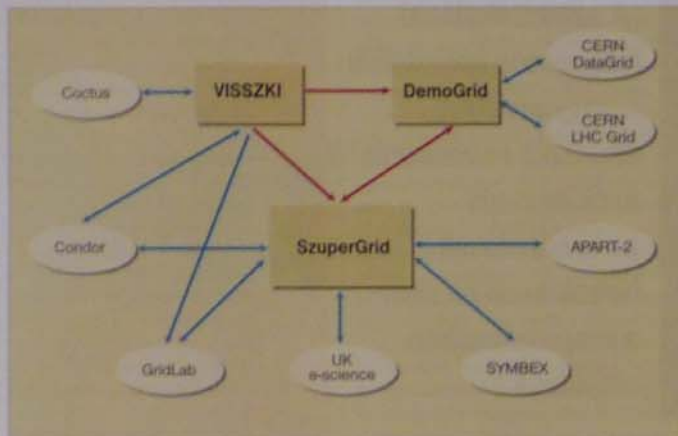 CERN
DataGrid
VISSZKI
DemoGrid
Coctus
CERN
LHC Grid
Condor
SzuperGrid
APART-2
GridLab
UK
e-science
SYMBEX